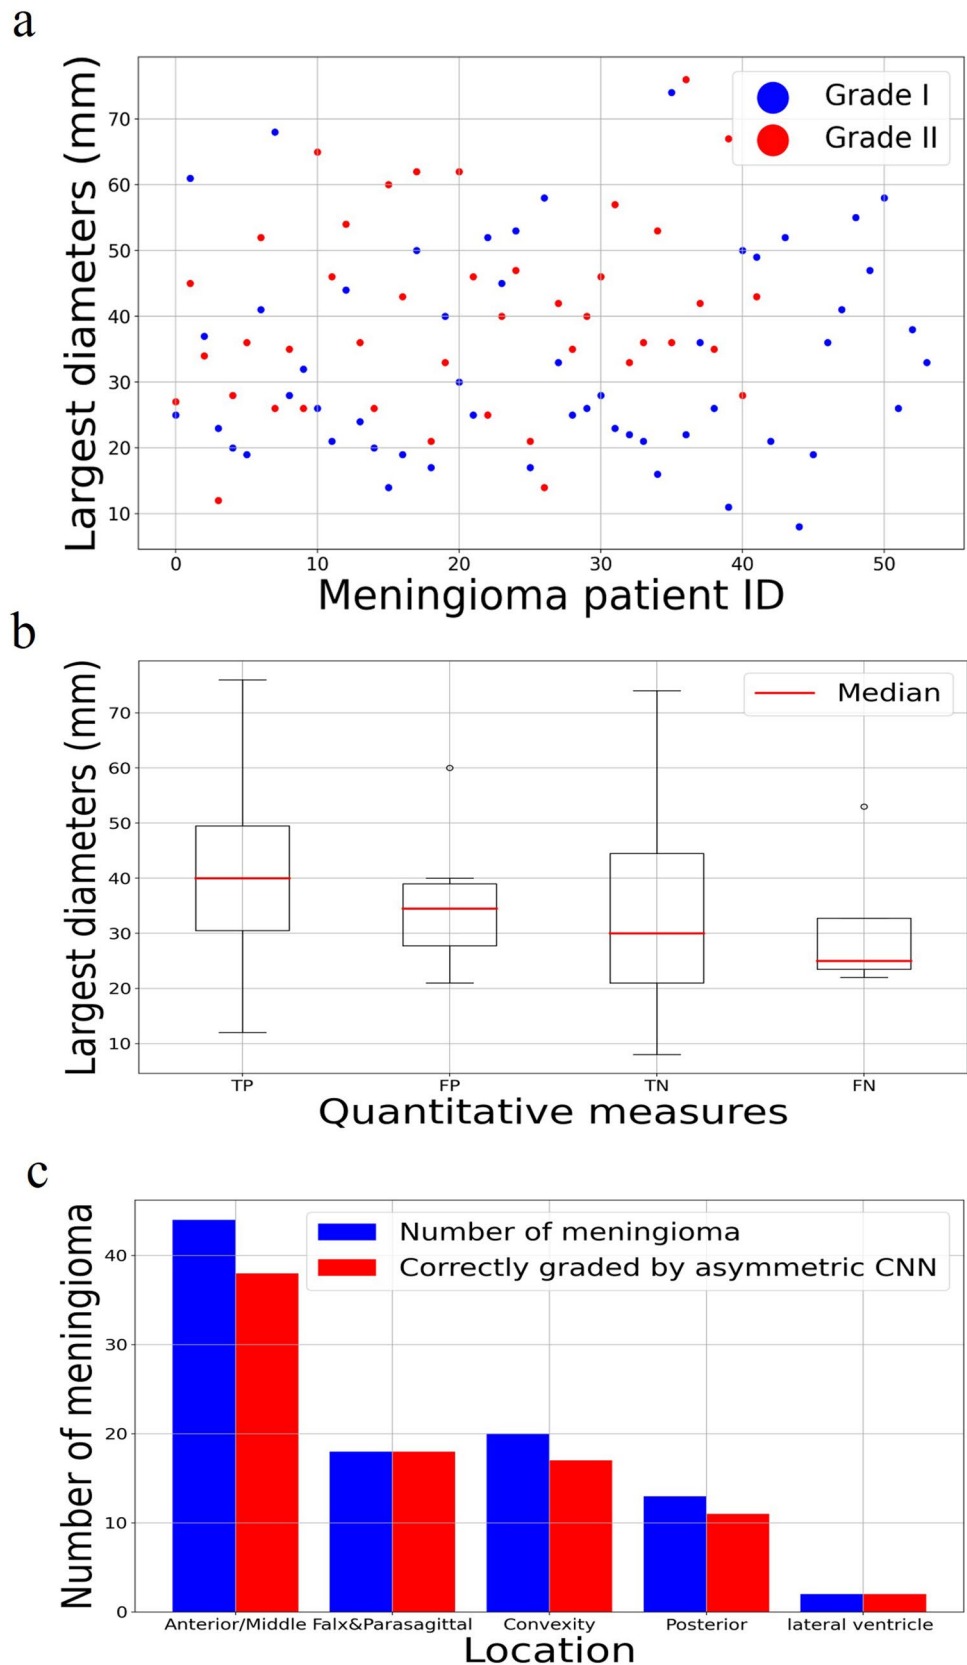 a
Largest diameters (mm)
70
60
50
40
30
20
10
Grade I
Grade II
0 10 20 30 40 50
Meningioma patient ID
b
Largest diameters (mm)
70
60
50
40
30
20
10
Median
TP FP TN FN
Quantitative measures
c
Number of meningioma
40
30
20
10
0
Number of meningioma
Correctly graded by asymmetric CNN
Anterior/Middle Falx&Parasagittal Convexity Posterior lateral ventricle
Location